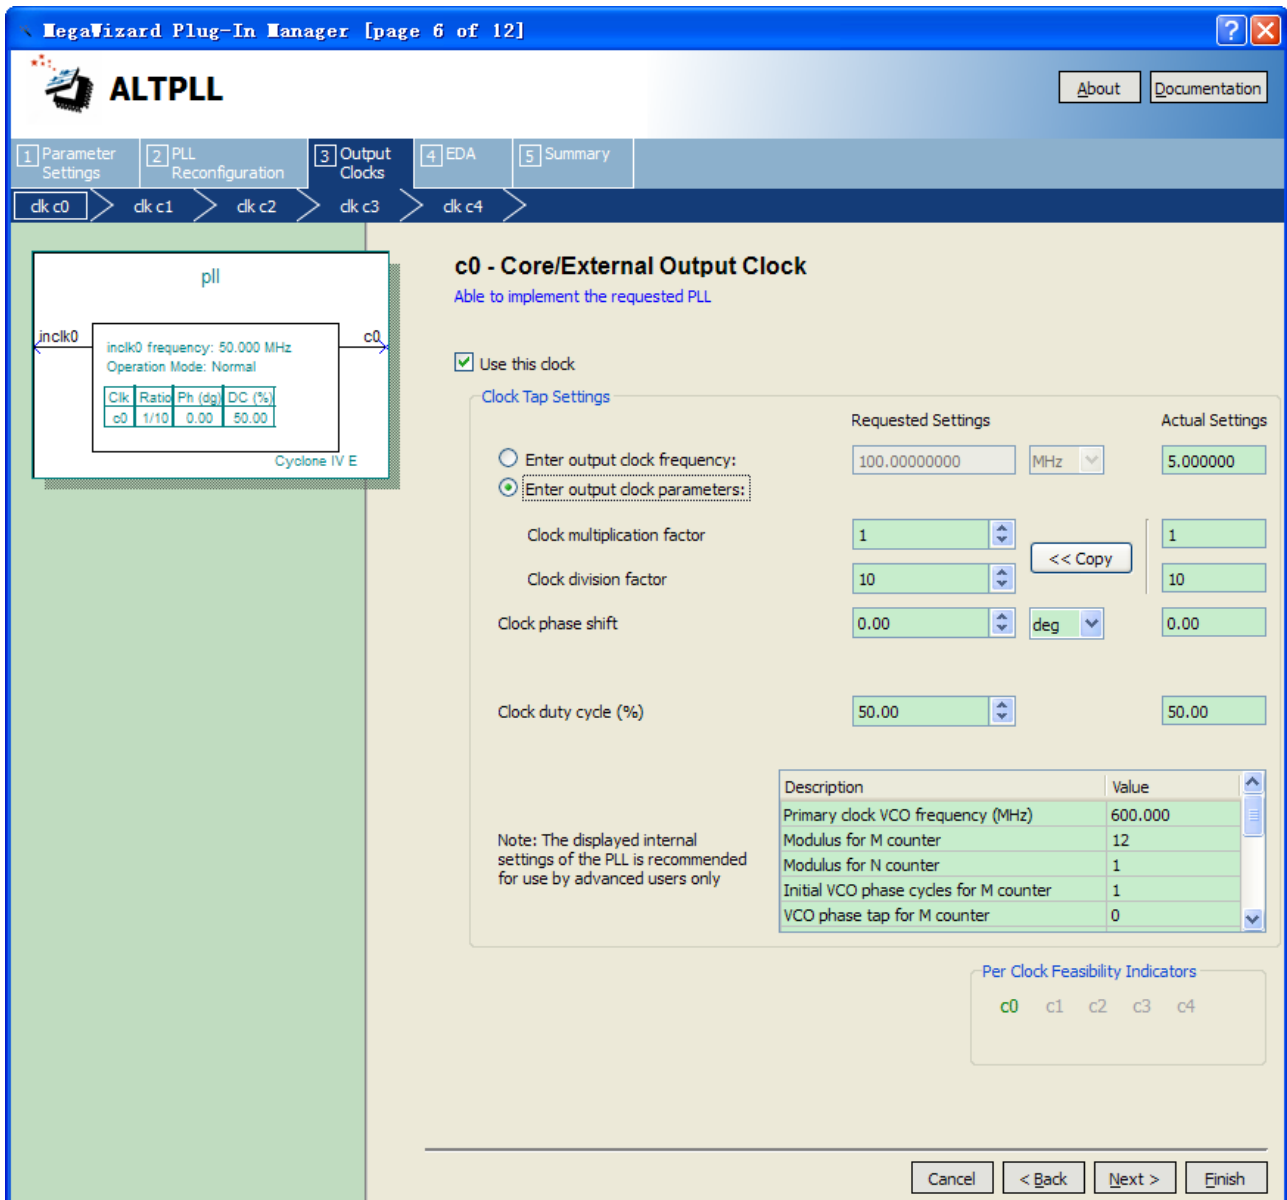 MegaWizard Plug-In Manager [page 6 of 12]
ALTPLL
About
Documentation
1 Parameter Settings
2 PLL Reconfiguration
3 Output Clocks
4 EDA
5 Summary
clk c0
clk c1
clk c2
clk c3
clk c4
pll
inclk0
c0
inclk0 frequency: 50.000 MHz
Operation Mode: Normal
Clk Ratio Ph (dg) DC (%)
c0 1/10 0.00 50.00
Cyclone IV E
c0 - Core/External Output Clock
Able to implement the requested PLL
Use this clock
Clock Tap Settings
Requested Settings
Actual Settings
Enter output clock frequency:
100.00000000
MHz
5.000000
Enter output clock parameters:
Clock multiplication factor
1
1
<< Copy
Clock division factor
10
10
Clock phase shift
0.00
deg
0.00
Clock duty cycle (%)
50.00
50.00
Note: The displayed internal
settings of the PLL is recommended
for use by advanced users only
Description Value
Primary clock VCO frequency (MHz) 600.000
Modulus for M counter 12
Modulus for N counter 1
Initial VCO phase cycles for M counter 1
VCO phase tap for M counter 0
Per Clock Feasibility Indicators
c0 c1 c2 c3 c4
Cancel
< Back
Next >
Finish